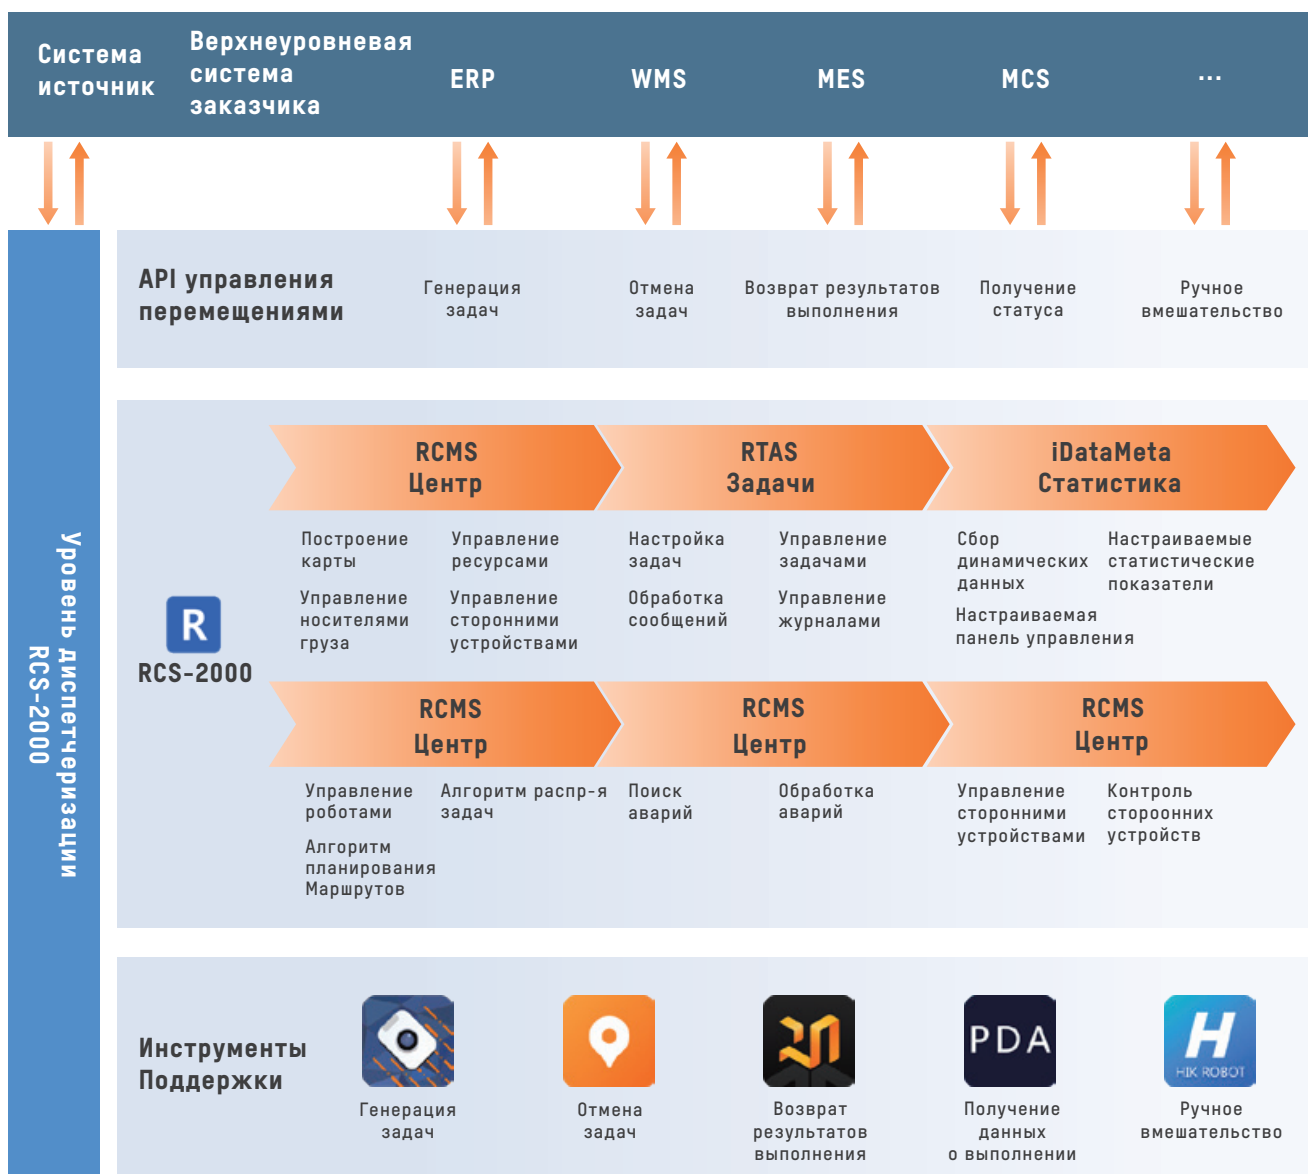 Система
источник
Верхнеуровневая
система
заказчика
ERP
WMS
MES
MCS
...
Уровень диспетчеризации
RCS-2000
API управления
перемещениями
Генерация
задач
Отмена
задач
Возврат результатов
выполнения
Получение
статуса
Ручное
вмешательство
R
RCS-2000
RCMS
Центр
RTAS
Задачи
iDataMeta
Статистика
Построение
карты
Управление
ресурсами
Управление
носителями
груза
Управление
сторонними
устройствами
Настройка
задач
Управление
задачами
Обработка
сообщений
Управление
журналами
Сбор
динамических
данных
Настраиваемые
статистические
показатели
Настраиваемая
панель управления
RCMS
Центр
RCMS
Центр
RCMS
Центр
Управление
роботами
Алгоритм распр-я
задач
Алгоритм
планирования
Маршрутов
Поиск
аварий
Обработка
аварий
Управление
сторонними
устройствами
Контроль
стороонних
устройств
Инструменты
Поддержки
PDA
H
HIK ROBOT
Генерация
задач
Отмена
задач
Возврат
результатов
выполнения
Получение
данных
о выполнении
Ручное
вмешательство